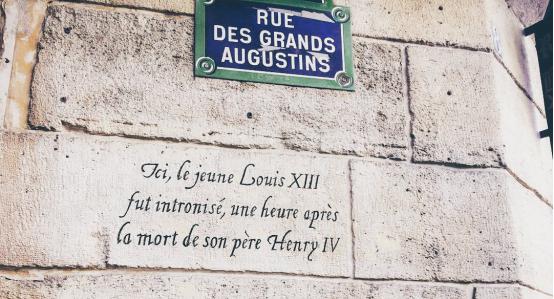 RUE
DES GRANDS
AUGUSTINS
Ici, le jeune Louis XIII
fut intronisé, une heure après
la mort de son père Henry IV